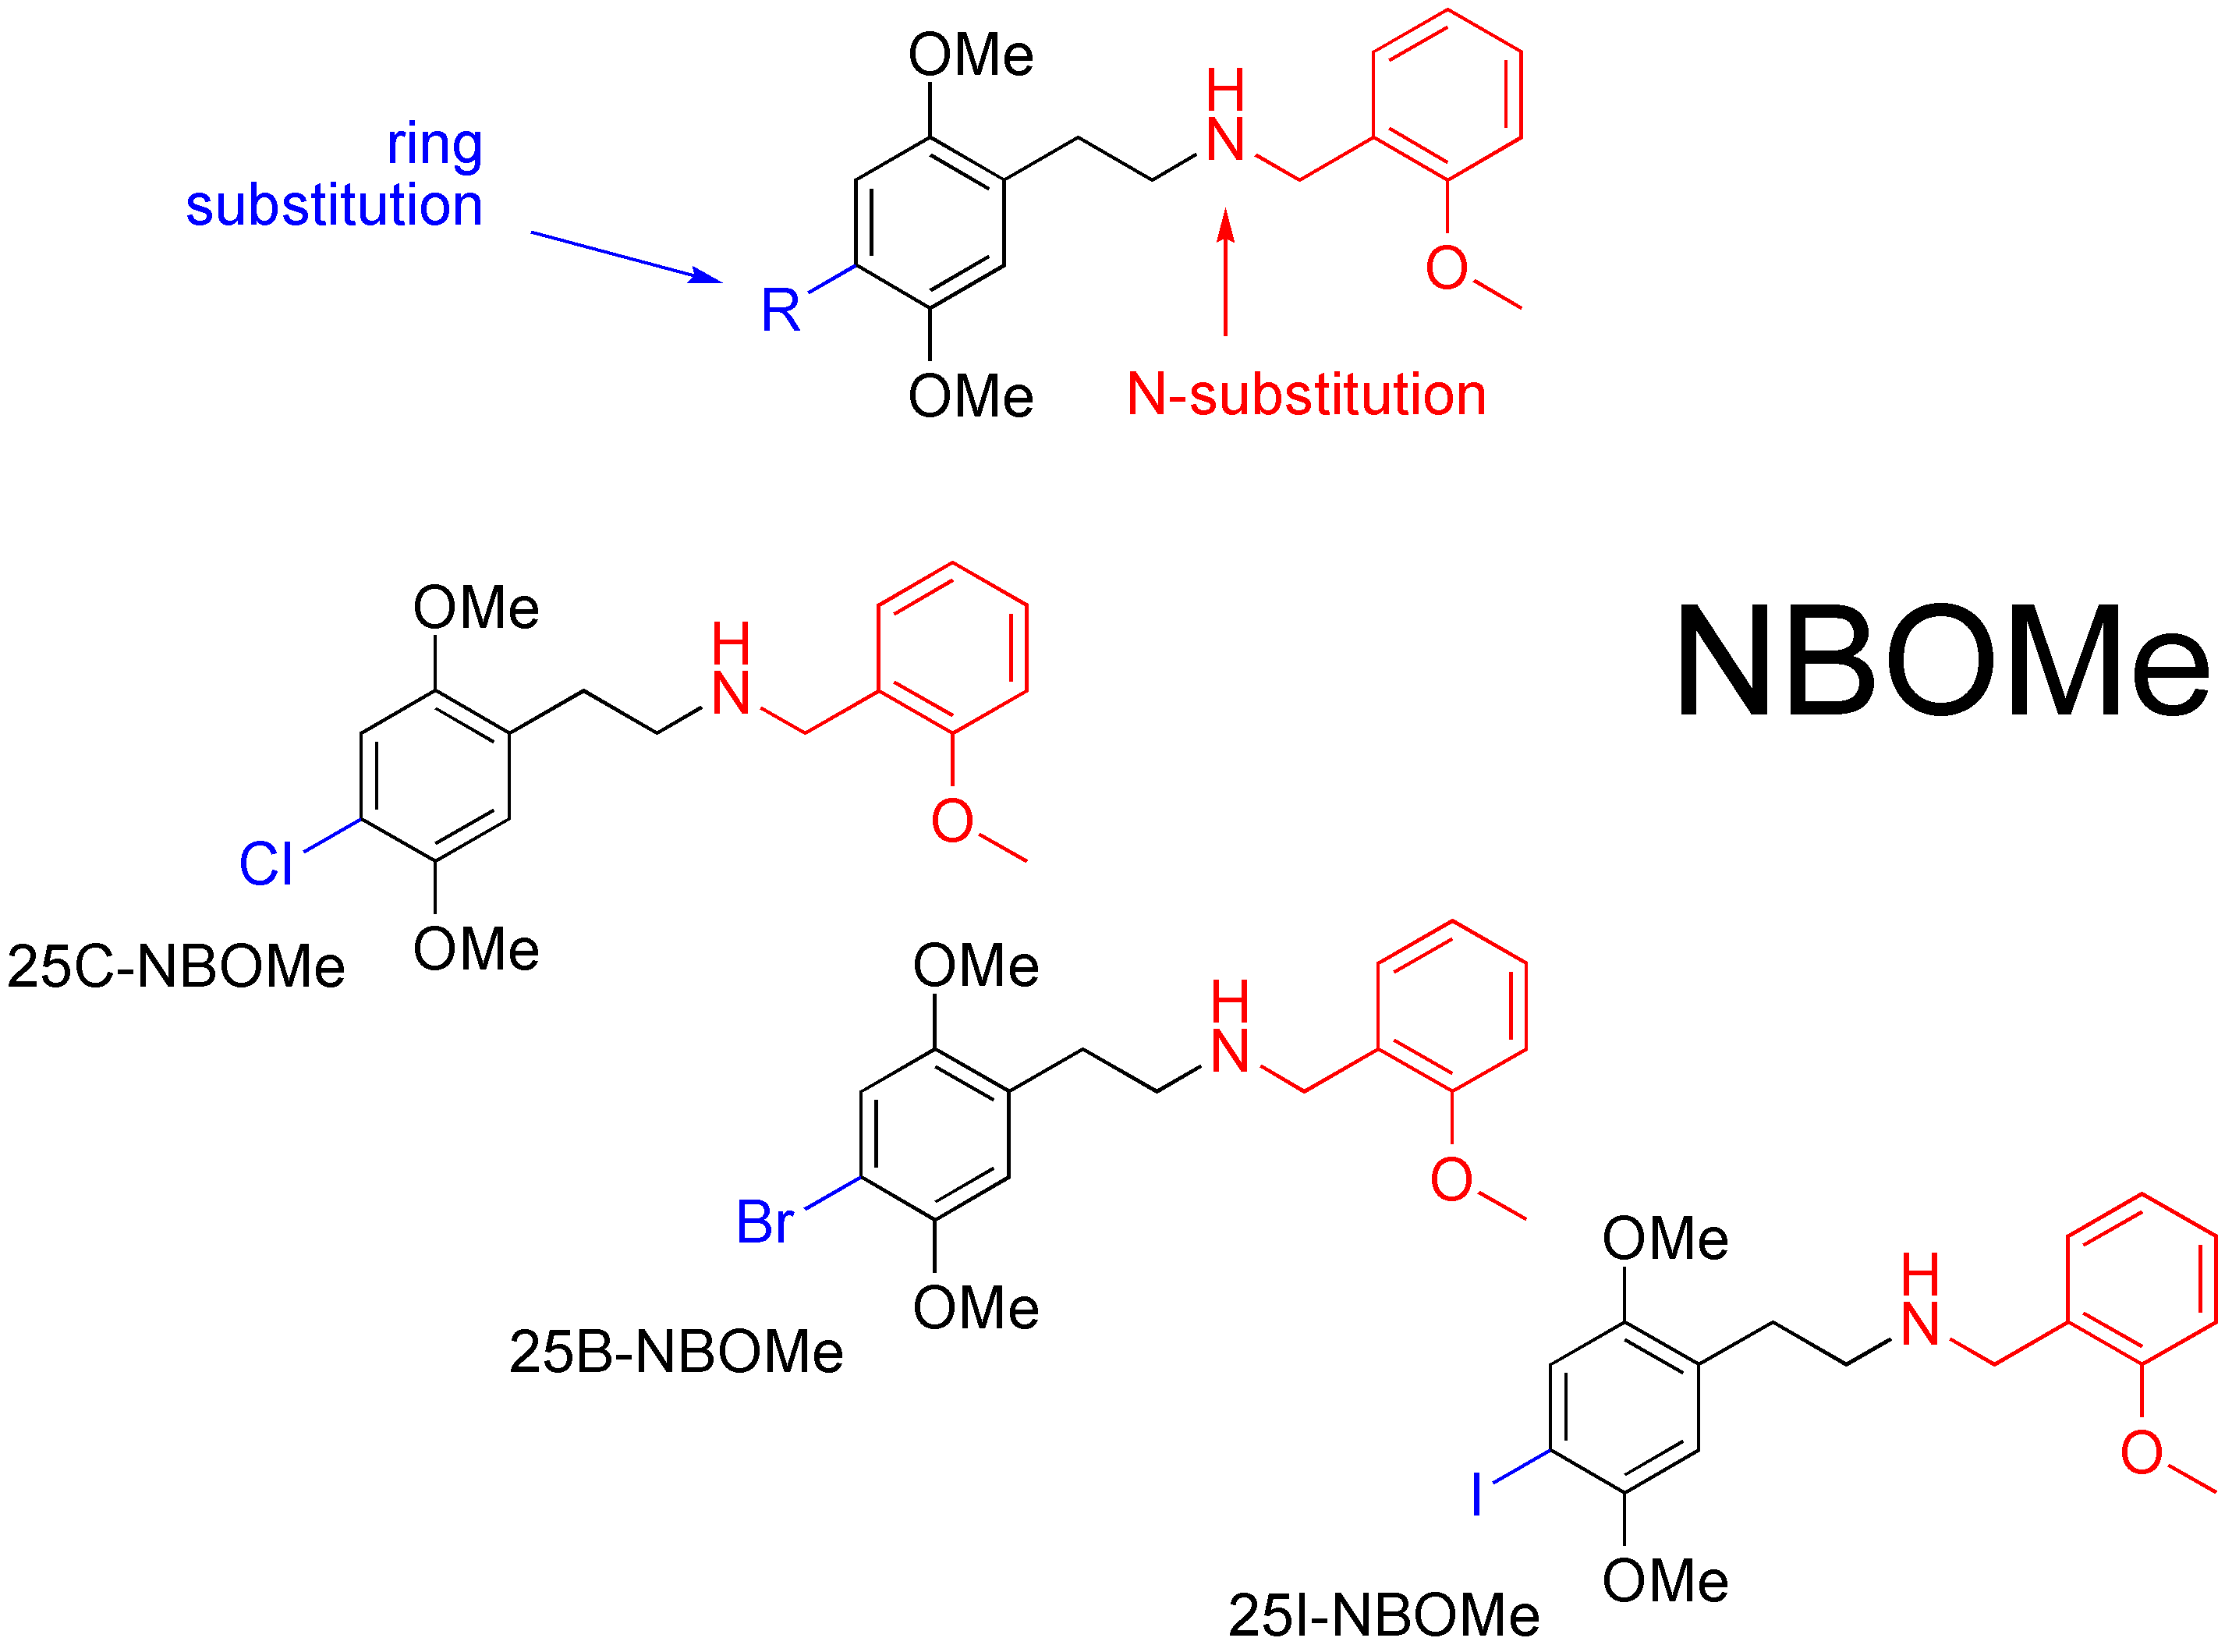 OMe
H
N
ring
substitution
R
O
OMe
N-substitution
NBOMe
OMe
H
N
O
Cl
OMe
25C-NBOMe
OMe
H
N
O
Br
OMe
25B-NBOMe
OMe
H
N
O
I
OMe
25I-NBOMe